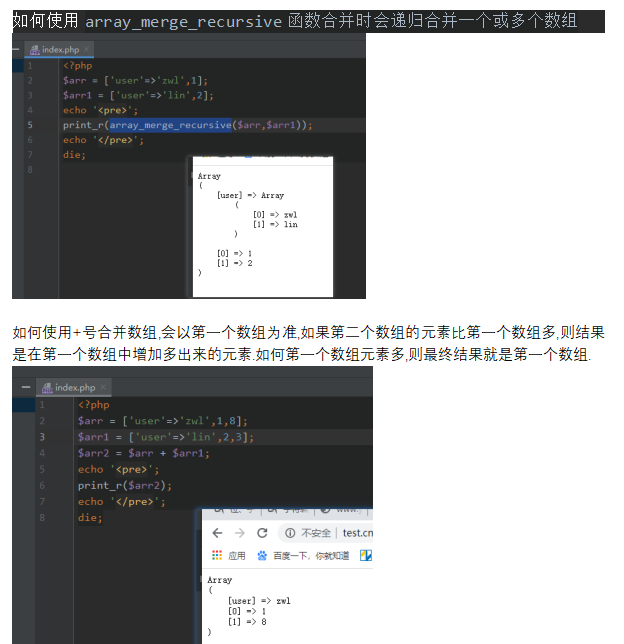 如何使用 array_merge_recursive 函数合并时会递归合并一个或多个数组
index.php ×
1 <?php
2 $arr = ['user'=>'zwl',1];
3 $arr1 = ['user'=>'lin',2];
4 echo '<pre>';
5 print_r(array_merge_recursive($arr,$arr1));
6 echo '</pre>';
7 die;
8
Array
(
[user] => Array
(
[0] => zwl
[1] => lin
)
[0] => 1
[1] => 2
)
如何使用+号合并数组,会以第一个数组为准,如果第二个数组的元素比第一个数组多,则结果
是在第一个数组中增加多出来的元素.如何第一个数组元素多,则最终结果就是第一个数组.
index.php ×
1 <?php
2 $arr = ['user'=>'zwl',1,8];
3 $arr1 = ['user'=>'lin',2,3];
4 $arr2 = $arr + $arr1;
5 echo '<pre>';
6 print_r($arr2);
7 echo '</pre>';
8 die;
不安全 | test.cn
应用 百度一下，你就知道
Array
(
[user] => zwl
[0] => 1
[1] => 8
)